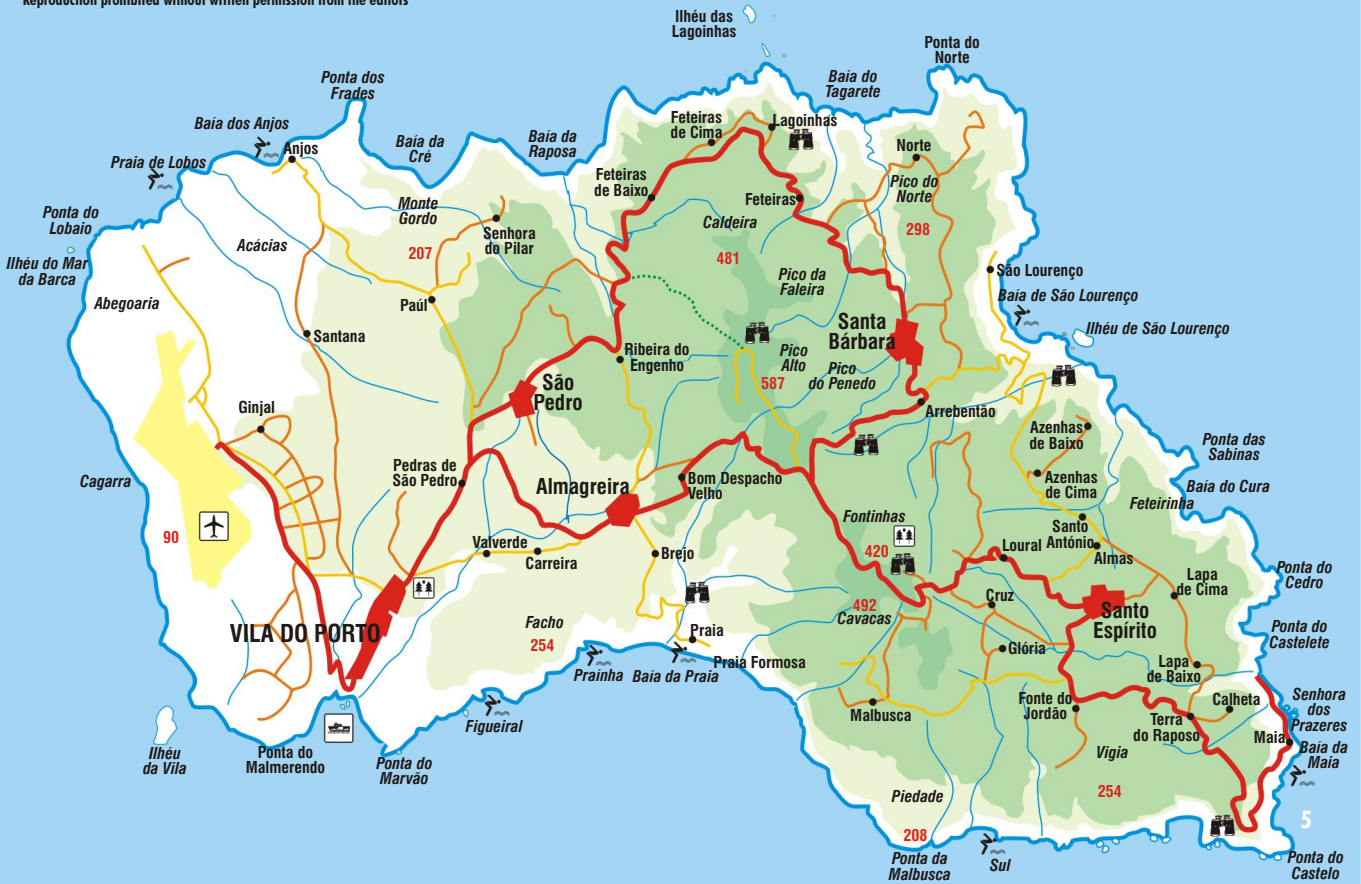 Reproduction prohibited without written permission from the editors
Ilhéu das
Lagoinhas
Ponta do
Norte
Ponta dos
Frades
Baía do
Tagarete
Baía dos Anjos
Anjos
Baía da
Cré
Baía da
Raposa
Feteiras
de Cima
Lagoinhas
Praia de Lobos
Norte
Feteiras
de Baixo
Pico do
Norte
Monte
Gordo
Feteiras
Ponta do
Lobaio
Senhora
do Pilar
Caldeira
298
Acácias
207
481
Ilhéu do Mar
da Barca
São Lourenço
Pico da
Faleira
Abegoaria
Paúl
Baía de São Lourenço
Santana
Santa
Bárbara
Ilhéu de São Lourenço
Ribeira do
Engenho
Pico
Alto
Pico
do Penedo
São
Pedro
587
Ginjal
Arrebentão
Azenhas
de Baixo
Ponta das
Sabinas
Pedras de
São Pedro
Cagarra
Almagreira
Bom Despacho
Velho
Azenhas
de Cima
Baía do Cura
Feteirinha
Fontinhas
Santo
António
90
Valverde
Carreira
Brejo
420
Loural
Almas
Ponta do
Cedro
Lapa
de Cima
Cruz
492
Cavacas
Santo
Espírito
VILA DO PORTO
Facho
254
Praia
Ponta do
Castelete
Glória
Praia Formosa
Prainha
Baía da Praia
Lapa
de Baixo
Senhora
dos
Prazeres
Malbusca
Fonte do
Jordão
Calheta
Figueiral
Terra
do Raposo
Maia
Ilhéu
da Vila
Ponta do
Malmerendo
Ponta do
Marvão
Vigia
Baía da
Maia
254
Piedade
208
5
Ponta da
Malbusca
Sul
Ponta do
Castelo